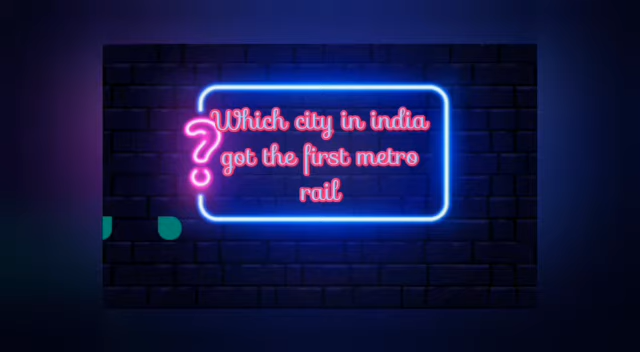 Which city in india
got the first metro
rail